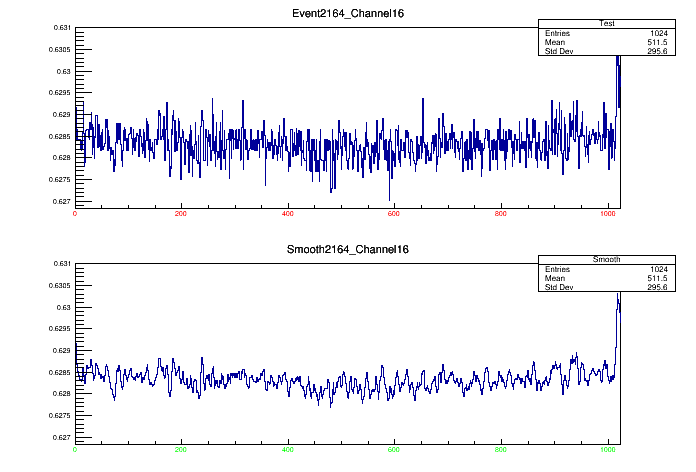 Event2164_Channel16
Test
Entries 1024
Mean 511.5
Std Dev 295.6
0.631
0.6305
0.63
0.6295
0.629
0.6285
0.628
0.6275
0.627
0 200 400 600 800 1000
Smooth2164_Channel16
Smooth
Entries 1024
Mean 511.5
Std Dev 295.6
0.631
0.6305
0.63
0.6295
0.629
0.6285
0.628
0.6275
0.627
0 200 400 600 800 1000